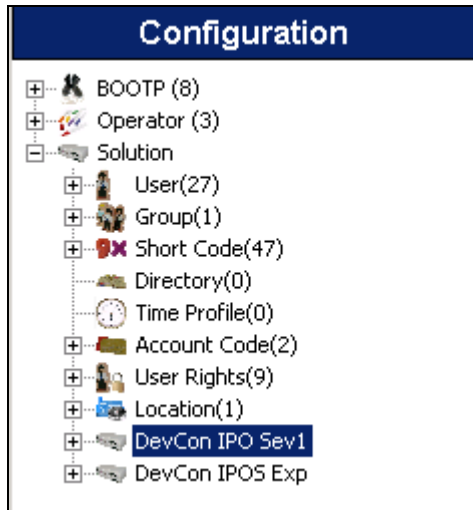 Configuration
BOOTP (8)
Operator (3)
Solution
User(27)
Group(1)
Short Code(47)
Directory(0)
Time Profile(0)
Account Code(2)
User Rights(9)
Location(1)
DevCon IPO Sev1
DevCon IPOS Exp